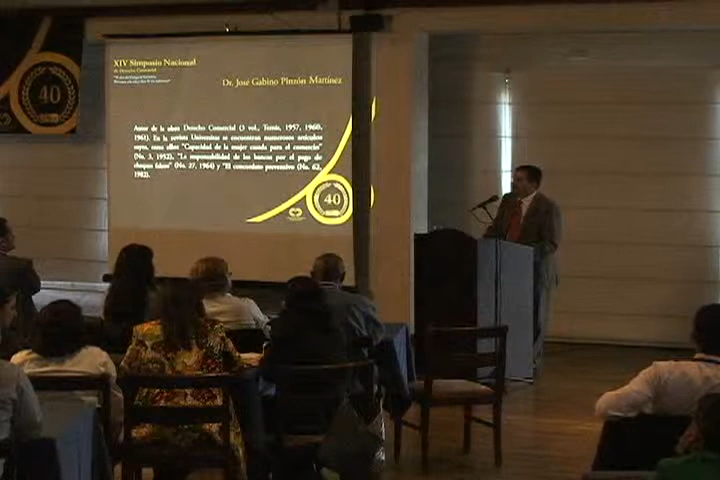 40
XIV Simposio Nacional
de Derecho Comercial
Dr. José Gabino Pinzón Martínez
Autor de la obra Derecho Comercial (3 vol., Temis, 1957, 1960,
1961). En la revista Universitas se encuentran numerosos artículos
suyos, entre ellos "Capacidad de la mujer casada para el comercio"
(No. 3, 1952), "La responsabilidad de los bancos por el pago de
cheques falsos" (No. 27, 1964) y "El concordato preventivo (No. 62,
1982).
40